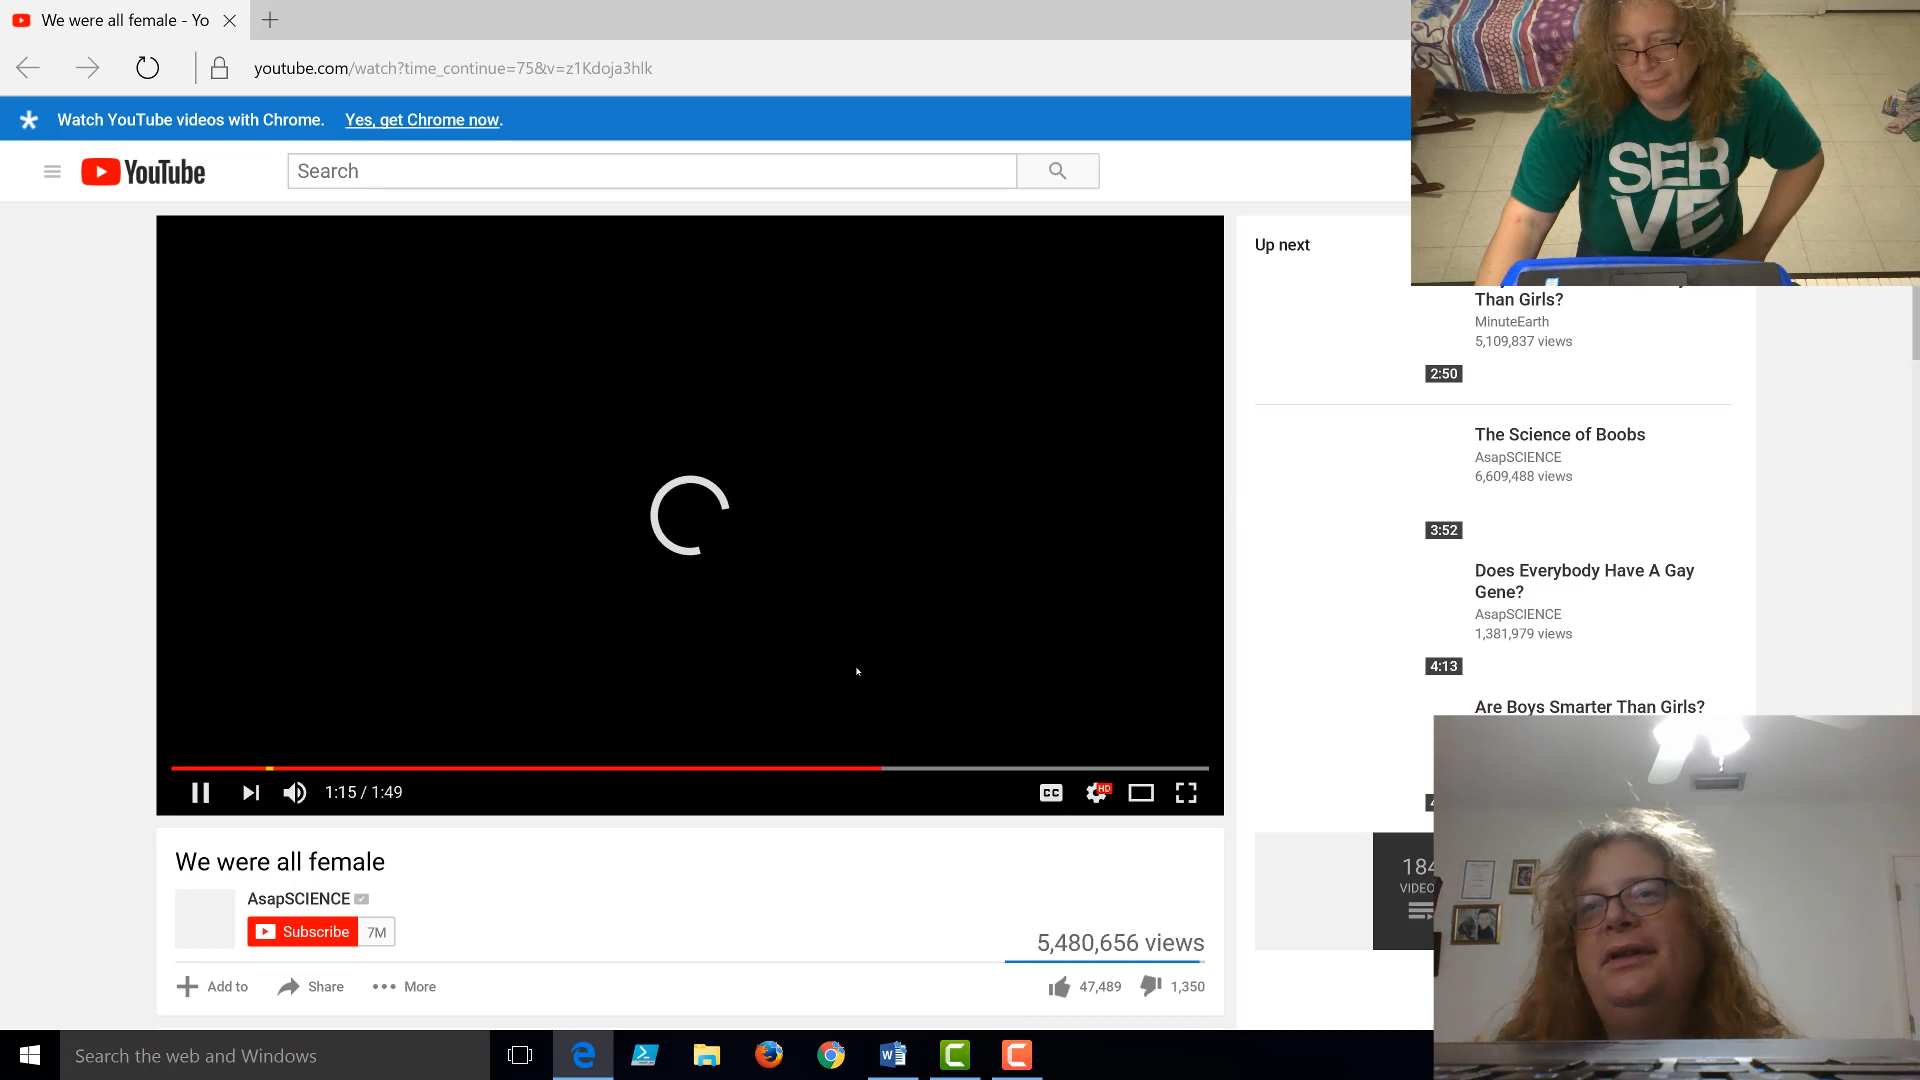 We were all female - Yo
youtube.com/watch?time_continue=75&v=z1Kdoja3hlk
Watch YouTube videos with Chrome. Yes, get Chrome now.
YouTube
Search
Up next
Than Girls?
MinuteEarth
5,109,837 views
2:50
The Science of Boobs
AsapSCIENCE
6,609,488 views
3:52
Does Everybody Have A Gay
Gene?
AsapSCIENCE
1,381,979 views
4:13
Are Boys Smarter Than Girls?
SER
VE
1:15 / 1:49
CC
HD
We were all female
AsapSCIENCE
Subscribe 7M
5,480,656 views
Add to Share More
47,489 1,350
184
VIDEO
Search the web and Windows